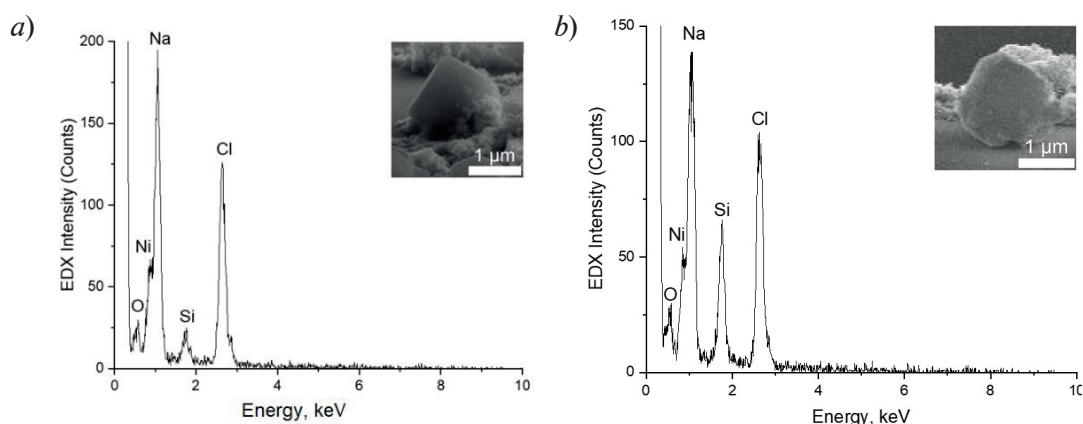 a)
EDX Intensity (Counts)
200
150
100
50
0
Na
Ni
O
Si
Cl
1 µm
0 2 4 6 8 10
Energy, keV
b)
EDX Intensity (Counts)
150
100
50
0
Na
Ni
O
Si
Cl
1 µm
0 2 4 6 8 10
Energy, keV